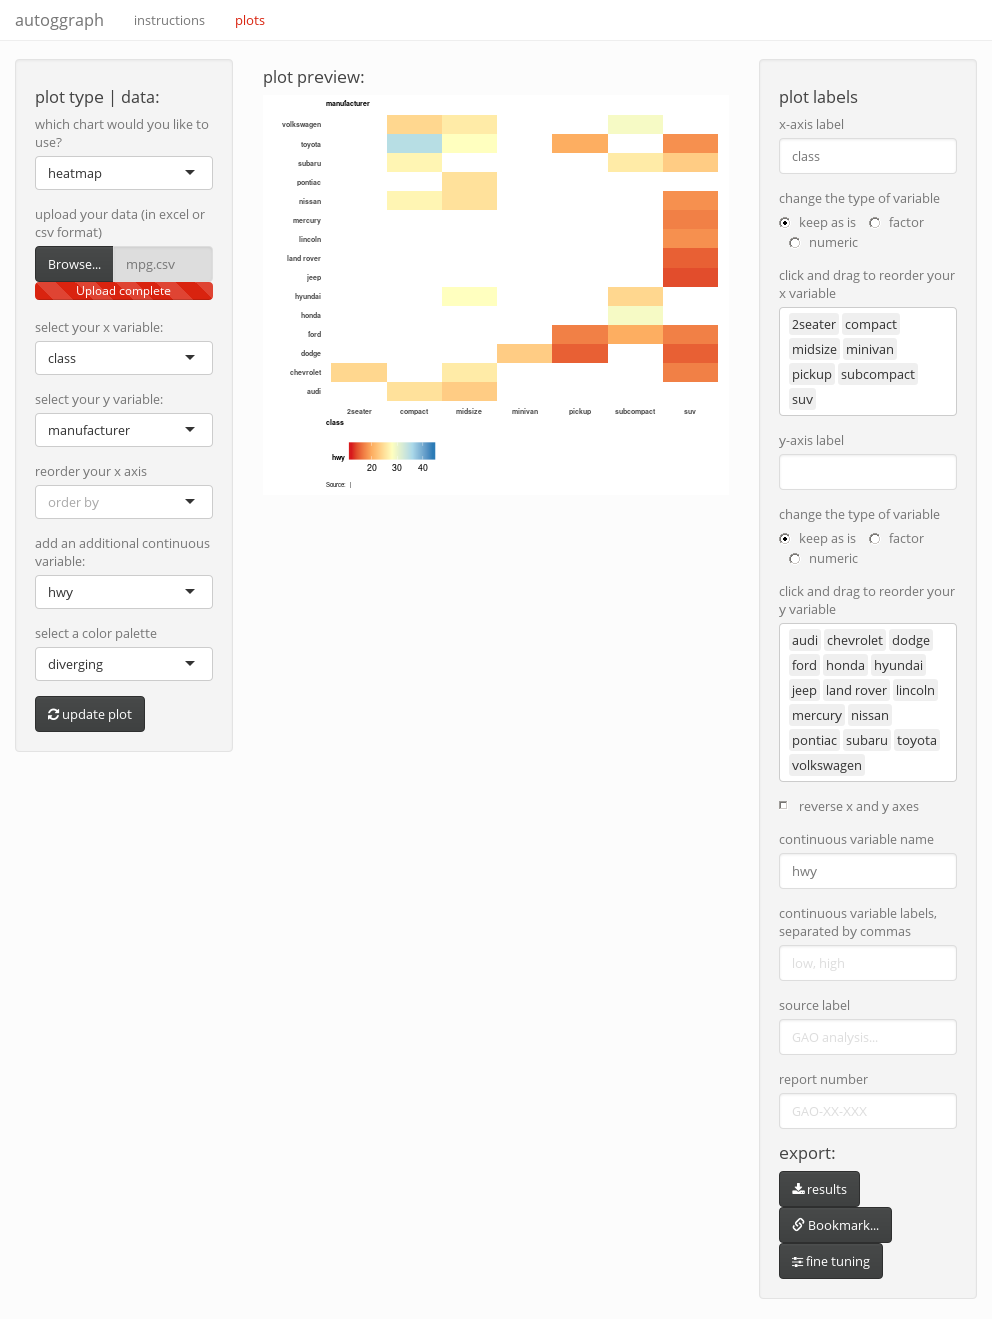 autoggraph instructions plots
plot type | data:
which chart would you like to
use?
heatmap
upload your data (in excel or
csv format)
Browse... mpg.csv
Upload complete
select your x variable:
class
select your y variable:
manufacturer
reorder your x axis
order by
add an additional continuous
variable:
hwy
select a color palette
diverging
update plot
plot preview:
manufacturer
volkswagen
toyota
subaru
pontiac
nissan
mercury
lincoln
land rover
jeep
hyundai
honda
ford
dodge
chevrolet
audi
2seater compact midsize minivan pickup subcompact suv
class
hwy
20 30 40
Source: |
plot labels
x-axis label
class
change the type of variable
keep as is factor
numeric
click and drag to reorder your
x variable
2seater compact
midsize minivan
pickup subcompact
suv
y-axis label
change the type of variable
keep as is factor
numeric
click and drag to reorder your
y variable
audi chevrolet dodge
ford honda hyundai
jeep land rover lincoln
mercury nissan
pontiac subaru toyota
volkswagen
reverse x and y axes
continuous variable name
hwy
continuous variable labels,
separated by commas
low, high
source label
GAO analysis...
report number
GAO-XX-XXX
export:
results
Bookmark...
fine tuning